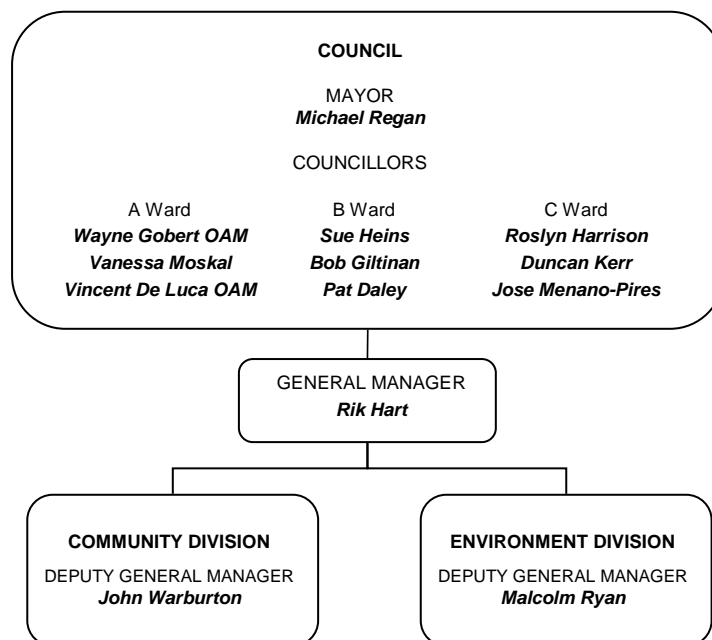 COUNCIL
MAYOR
Michael Regan
COUNCILLORS
A Ward
Wayne Gobert OAM
Vanessa Moskal
Vincent De Luca OAM
B Ward
Sue Heins
Bob Giltinan
Pat Daley
C Ward
Roslyn Harrison
Duncan Kerr
Jose Menano-Pires
GENERAL MANAGER
Rik Hart
COMMUNITY DIVISION
DEPUTY GENERAL MANAGER
John Warburton
ENVIRONMENT DIVISION
DEPUTY GENERAL MANAGER
Malcolm Ryan